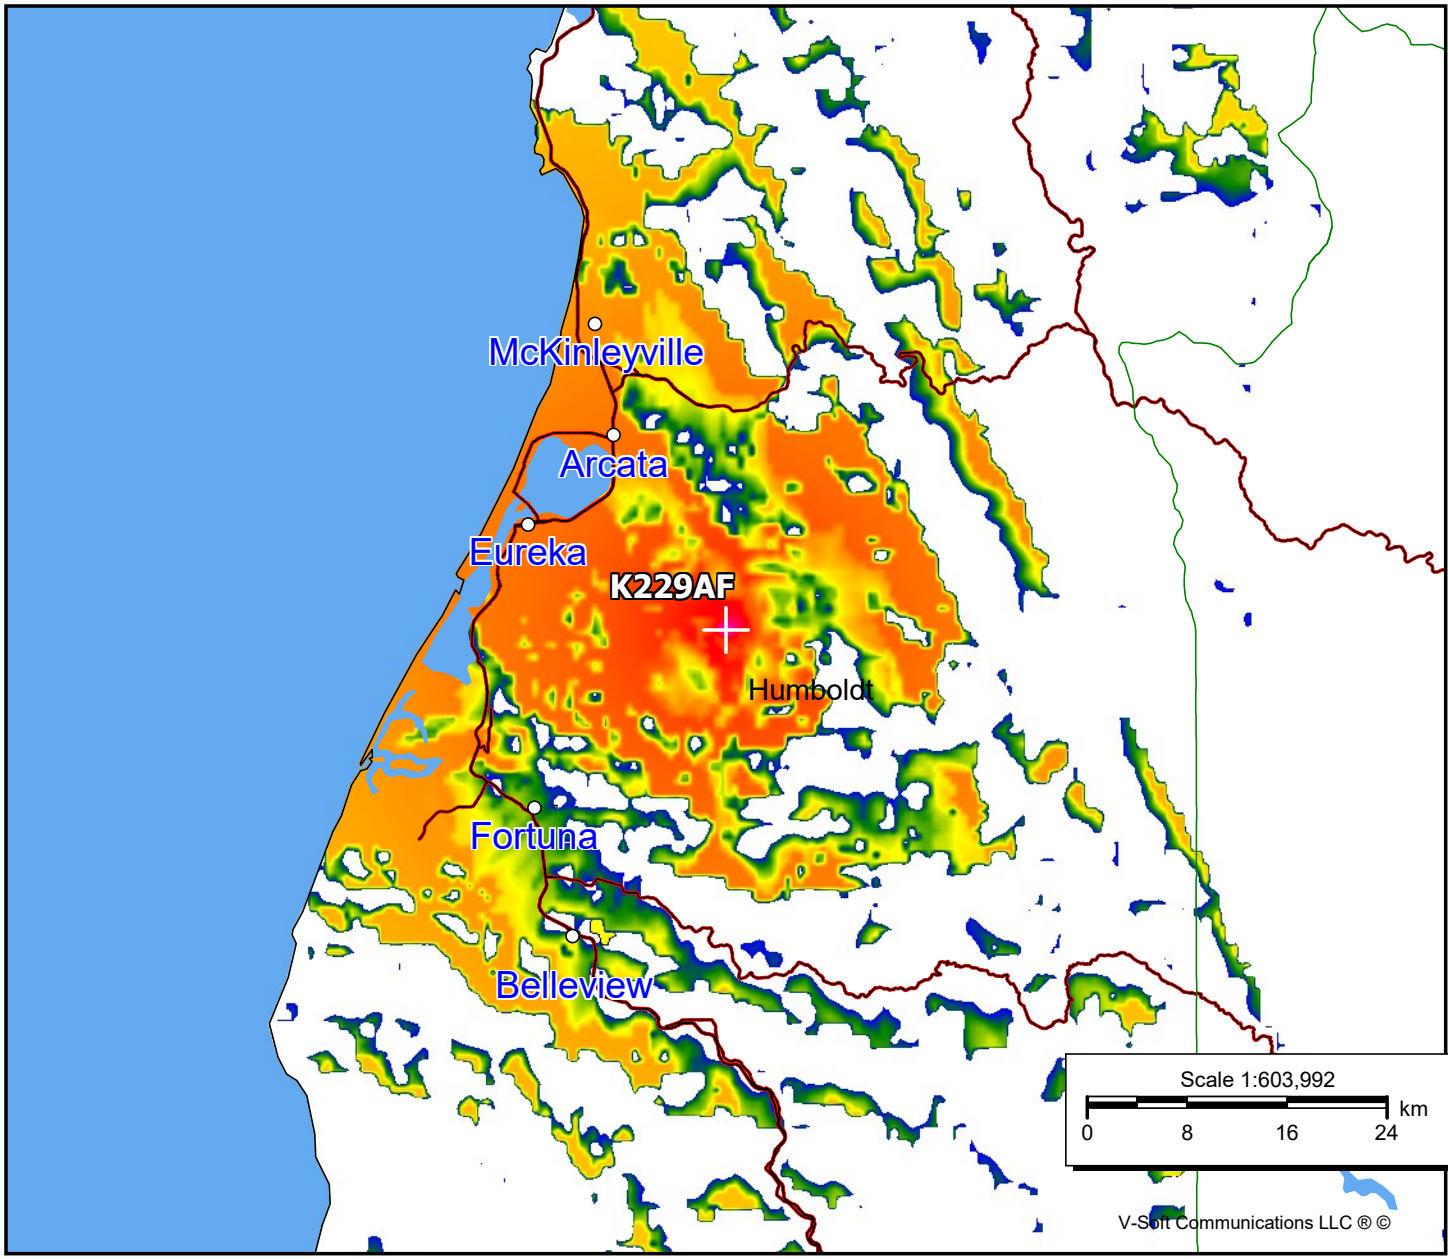 McKinleyville
Arcata
Eureka
K229AF
Humboldt
Fortuna
Belleview
Scale 1:603,992
km
0 8 16 24
V-Soft Communications LLC ® ©